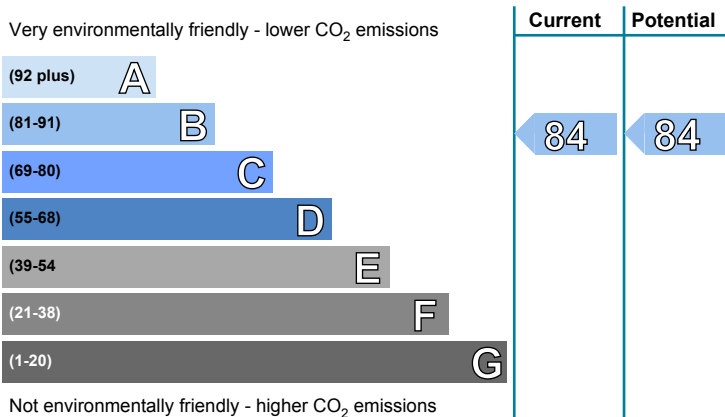 Very environmentally friendly - lower CO₂ emissions
Current
Potential
(92 plus) A
(81-91) B
84
84
(69-80) C
(55-68) D
(39-54 E
(21-38) F
(1-20) G
Not environmentally friendly - higher CO₂ emissions